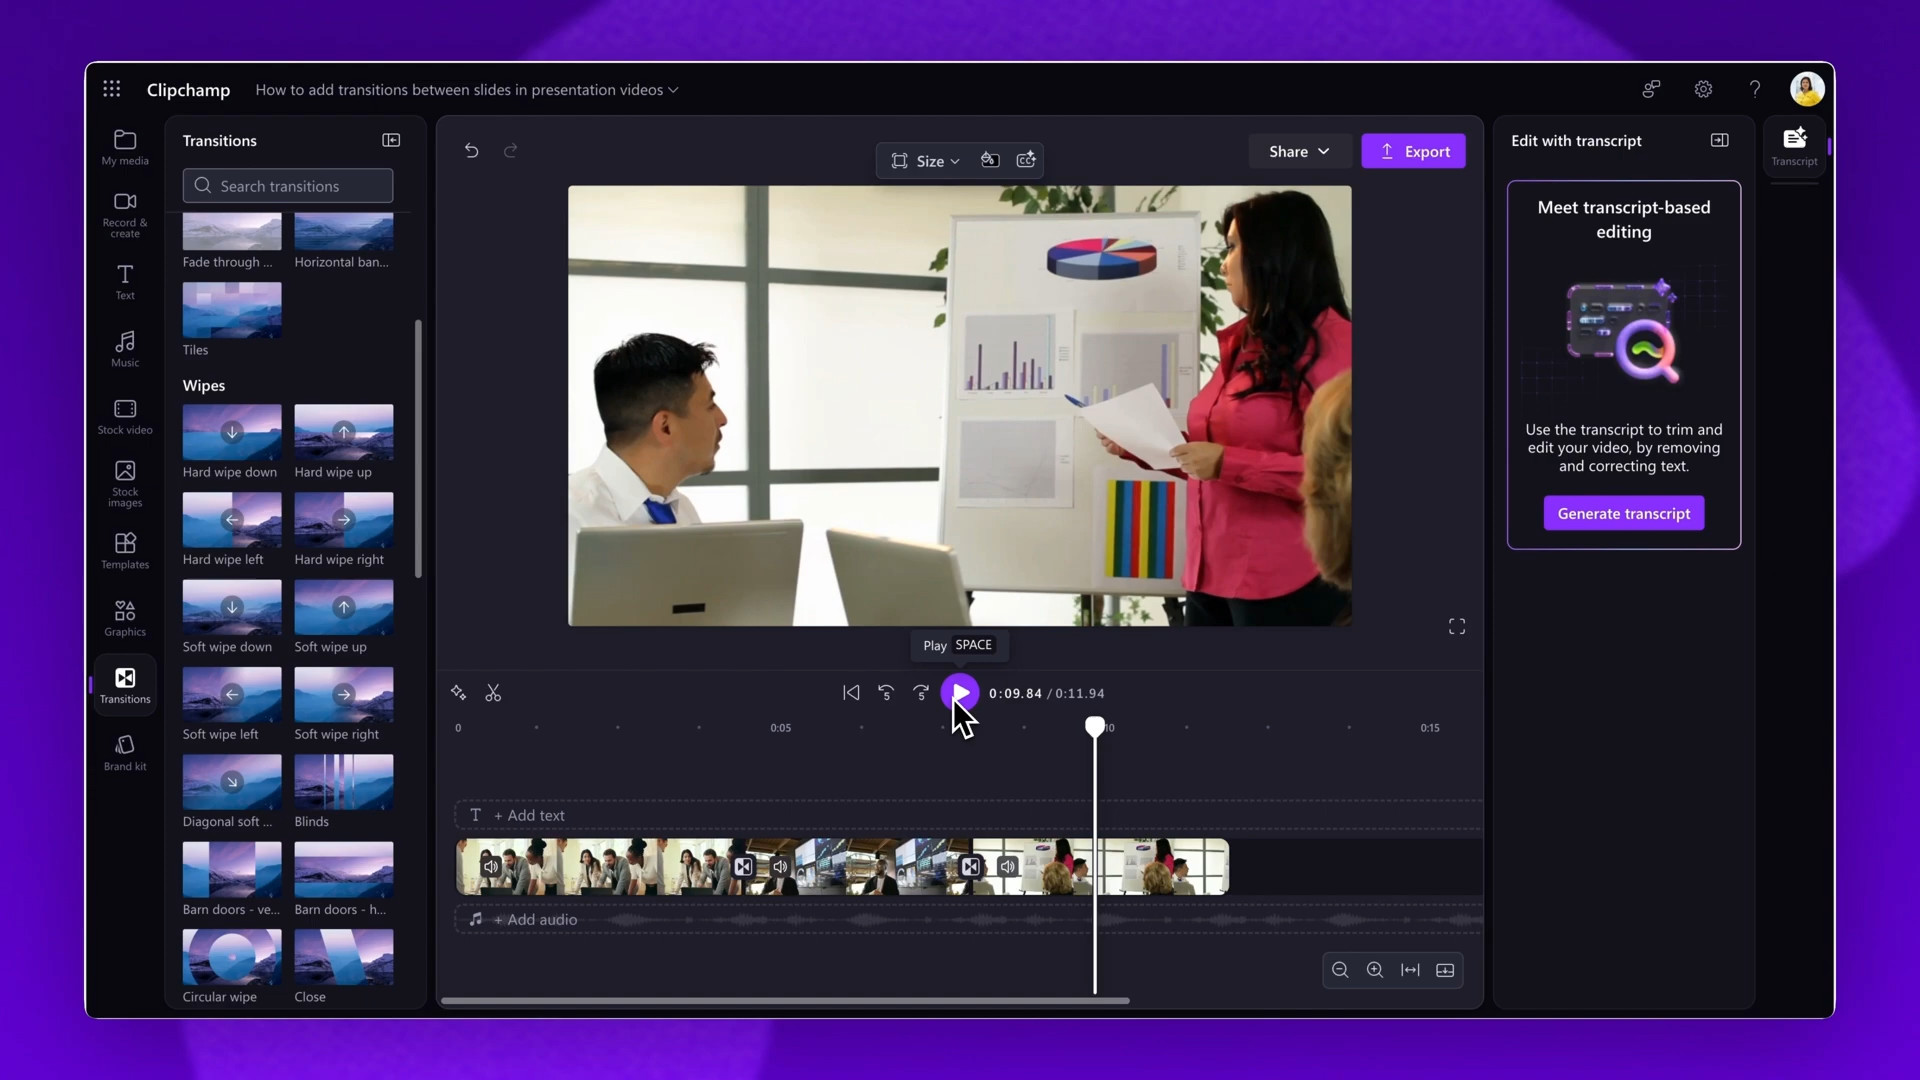 Clipchamp
How to add transitions between slides in presentation videos
My media
Record &
create
Text
Music
Stock video
Stock
images
Templates
Graphics
Transitions
Brand kit
Transitions
Search transitions
Fade through ...
Horizontal ban...
Tiles
Wipes
Hard wipe down
Hard wipe up
Hard wipe left
Hard wipe right
Soft wipe down
Soft wipe up
Soft wipe left
Soft wipe right
Diagonal soft ...
Blinds
Barn doors - ve...
Barn doors - h...
Circular wipe
Close
Size
CC
Share
Export
Play SPACE
5
5
0:09.84 / 0:11.94
0
0:05
10
0:15
T + Add text
+ Add audio
Edit with transcript
Meet transcript-based
editing
Use the transcript to trim and
edit your video, by removing
and correcting text.
Generate transcript
Transcript